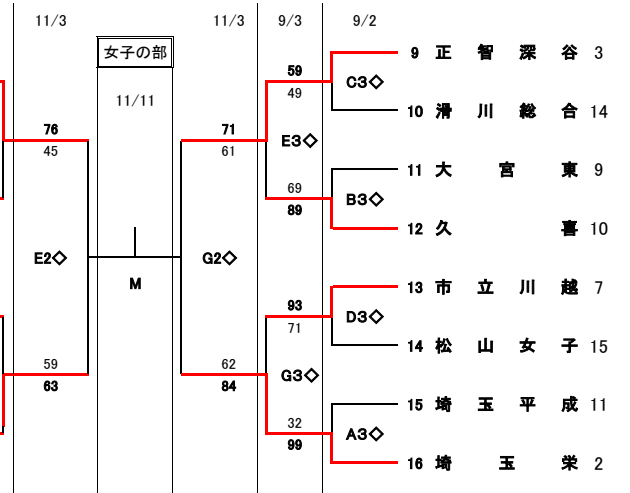 11/3 11/3 9/3 9/2
女子の部
9 正智深谷 3
59
C3◇
49
11/11
10 滑川総合 14
76 71
E3◇
45 61
11 大宮東 9
69
B3◇
89
12 久喜 10
E2◇ G2◇
M
13 市立川越 7
93
D3◇
71
14 松山女子 15
59 62
G3◇
63 84
15 埼玉平成 11
32
A3◇
99
16 埼玉栄 2